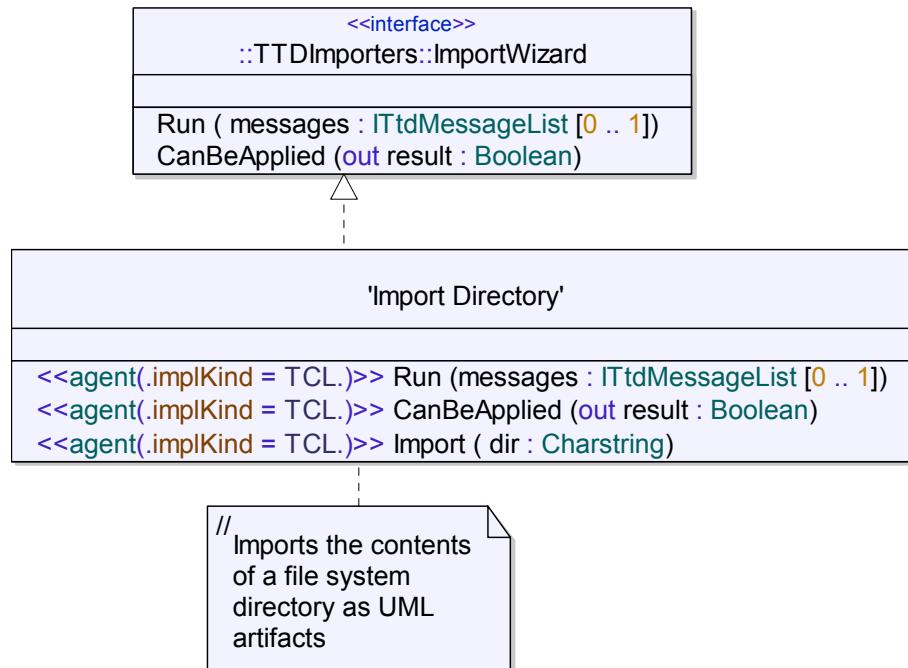 <<interface>>
::TTDImporters::ImportWizard
Run ( messages : ITtdMessageList [0 .. 1])
CanBeApplied (out result : Boolean)
'Import Directory'
<<agent(.implKind = TCL.)>> Run (messages : ITtdMessageList [0 .. 1])
<<agent(.implKind = TCL.)>> CanBeApplied (out result : Boolean)
<<agent(.implKind = TCL.)>> Import ( dir : Charstring)
//
Imports the contents
of a file system
directory as UML
artifacts